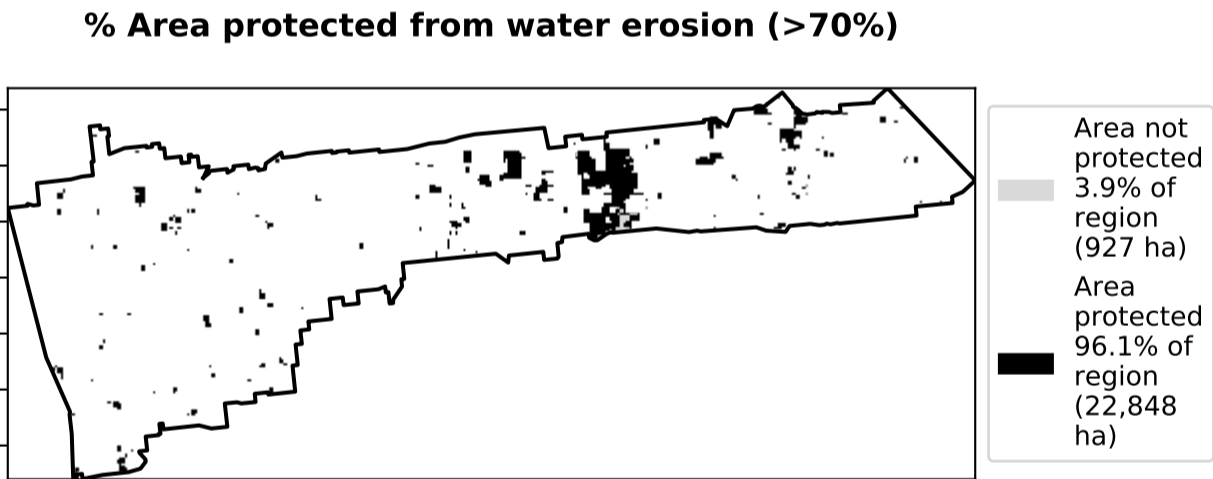 % Area protected from water erosion (>70%)
Area not
protected
3.9% of
region
(927 ha)
Area
protected
96.1% of
region
(22,848
ha)